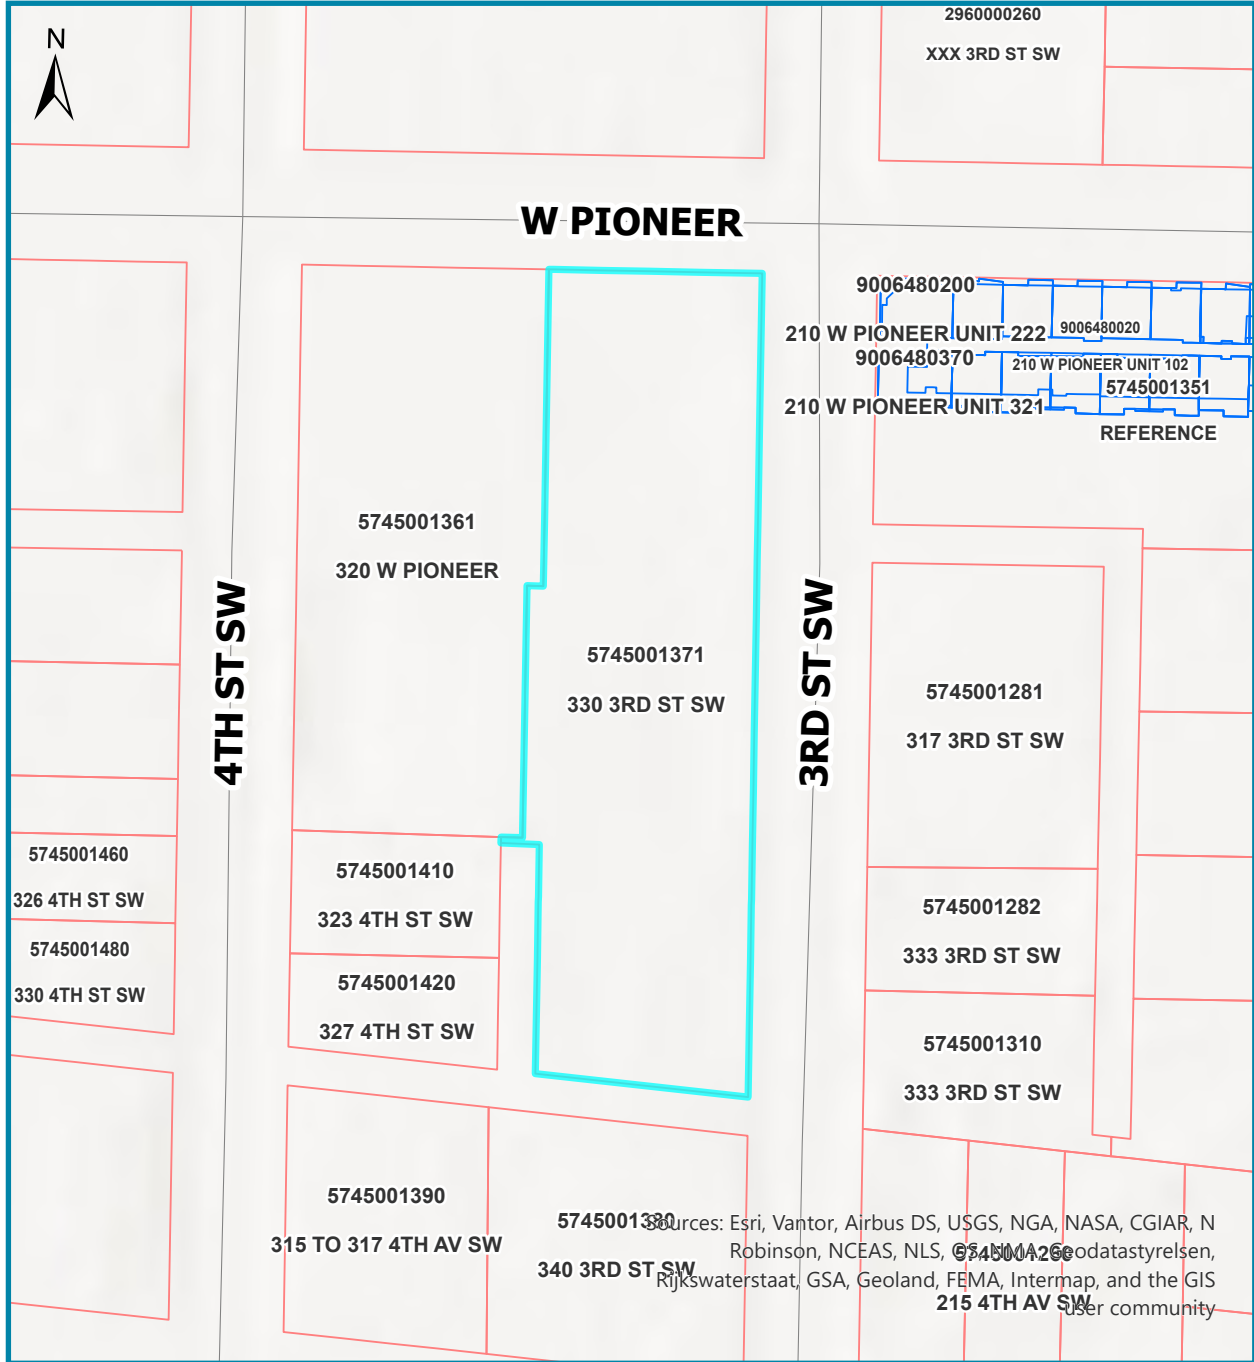 N
2960000260
XXX 3RD ST SW
W PIONEER
9006480200
210 W PIONEER UNIT 222
9006480020
9006480370
210 W PIONEER UNIT 102
5745001351
210 W PIONEER UNIT 321
REFERENCE
5745001361
320 W PIONEER
4TH ST SW
5745001371
330 3RD ST SW
3RD ST SW
5745001281
317 3RD ST SW
5745001460
326 4TH ST SW
5745001410
323 4TH ST SW
5745001282
333 3RD ST SW
5745001480
330 4TH ST SW
5745001420
327 4TH ST SW
5745001310
333 3RD ST SW
5745001390
315 TO 317 4TH AV SW
5745001380
340 3RD ST SW
5745001260
215 4TH AV SW
Sources: Esri, Vantor, Airbus DS, USGS, NGA, NASA, CGIAR, N
Robinson, NCEAS, NLS, OS, NMA, Geodatastyrelsen,
Rijkswaterstaat, GSA, Geoland, FEMA, Intermap, and the GIS
user community